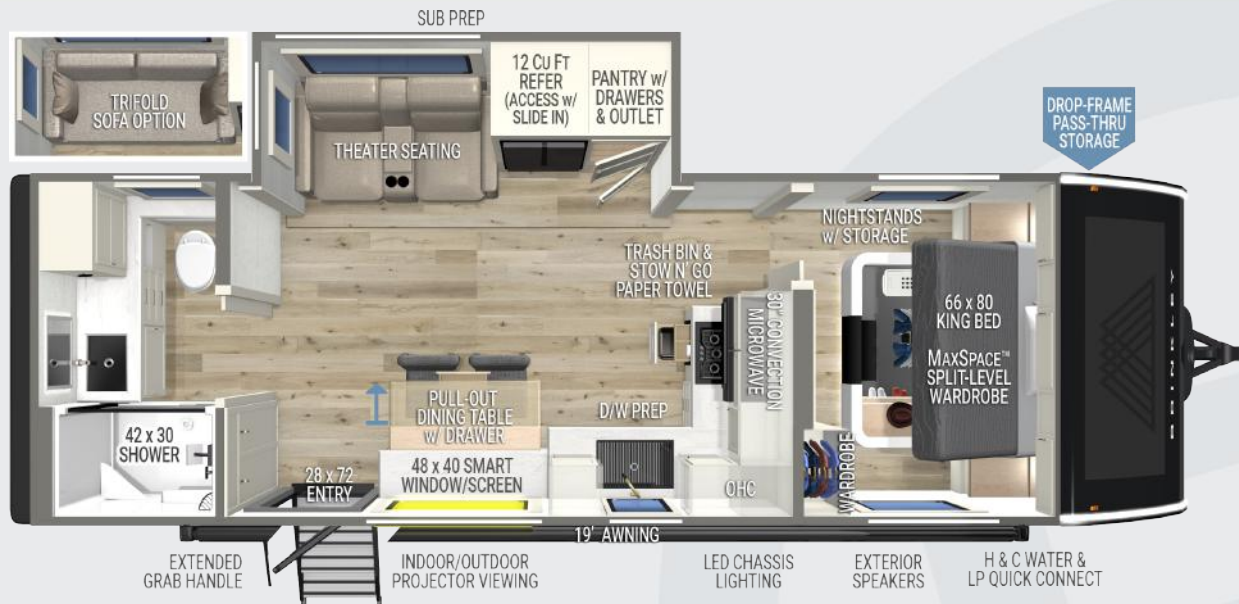 SUB PREP
TRIFOLD
SOFA OPTION
THEATER SEATING
12 CU FT
REFER
(ACCESS w/
SLIDE IN)
PANTRY w/
DRAWERS
& OUTLET
DROP-FRAME
PASS-THRU
STORAGE
NIGHTSTANDS
w/ STORAGE
TRASH BIN &
STOW N' GO
PAPER TOWEL
30" CONVECTION
MICROWAVE
66 x 80
KING BED
MAXSPACE™
SPLIT-LEVEL
WARDROBE
BRINKLEY
PULL-OUT
DINING TABLE
w/ DRAWER
D/W PREP
42 x 30
SHOWER
28 x 72
ENTRY
48 x 40 SMART
WINDOW/SCREEN
OHC
WARDROBE
19' AWNING
EXTENDED
GRAB HANDLE
INDOOR/OUTDOOR
PROJECTOR VIEWING
LED CHASSIS
LIGHTING
EXTERIOR
SPEAKERS
H & C WATER &
LP QUICK CONNECT